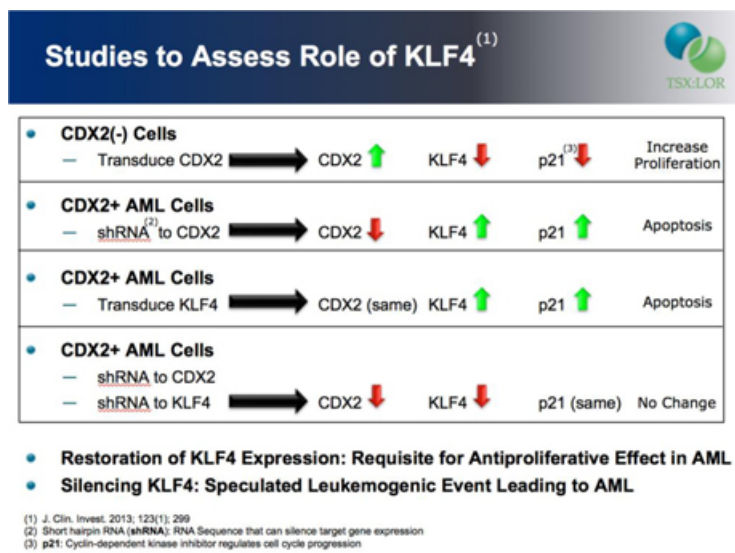 Studies to Assess Role of KLF4(1)
TSX:LOR
CDX2(-) Cells
— Transduce CDX2 CDX2 KLF4 p21(3) Increase Proliferation
CDX2+ AML Cells
— shRNA(2) to CDX2 CDX2 KLF4 p21 Apoptosis
CDX2+ AML Cells
— Transduce KLF4 CDX2 (same) KLF4 p21 Apoptosis
CDX2+ AML Cells
— shRNA to CDX2
— shRNA to KLF4 CDX2 KLF4 p21 (same) No Change
Restoration of KLF4 Expression: Requisite for Antiproliferative Effect in AML
Silencing KLF4: Speculated Leukemogenic Event Leading to AML
(1) J. Clin. Invest. 2013; 123(1); 299
(2) Short hairpin RNA (shRNA): RNA Sequence that can silence target gene expression
(3) p21: Cyclin-dependent kinase inhibitor regulates cell cycle progression